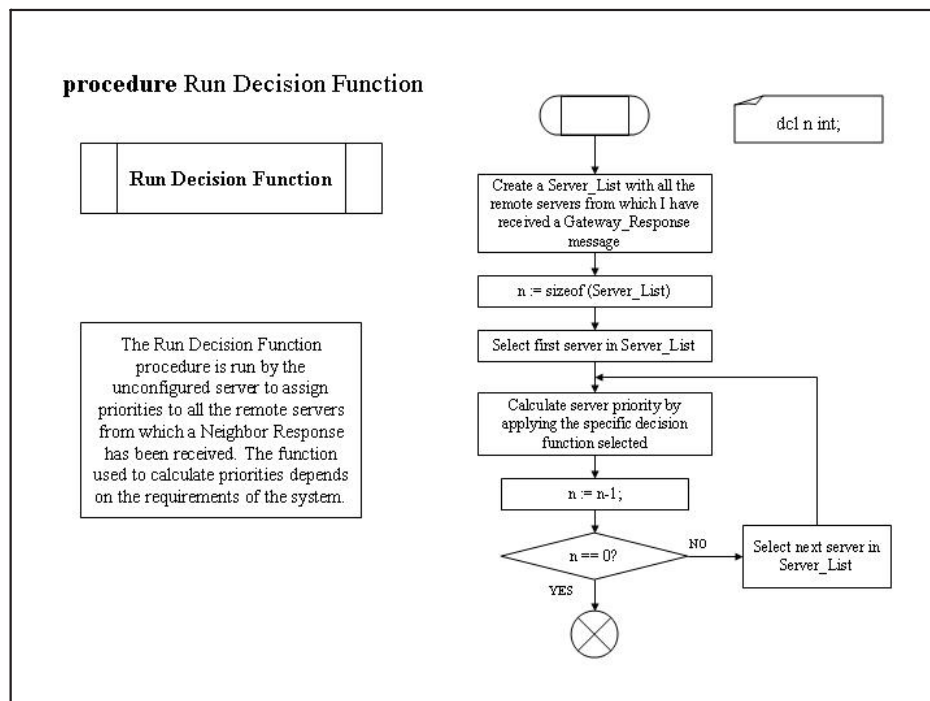 procedure Run Decision Function
Run Decision Function
The Run Decision Function
procedure is run by the
unconfigured server to assign
priorities to all the remote servers
from which a Neighbor Response
has been received. The function
used to calculate priorities depends
on the requirements of the system.
dcl n int;
Create a Server_List with all the
remote servers from which I have
received a Gateway_Response
message
n := sizeof (Server_List)
Select first server in Server_List
Calculate server priority by
applying the specific decision
function selected
n := n-1;
n == 0?
NO
Select next server in
Server_List
YES